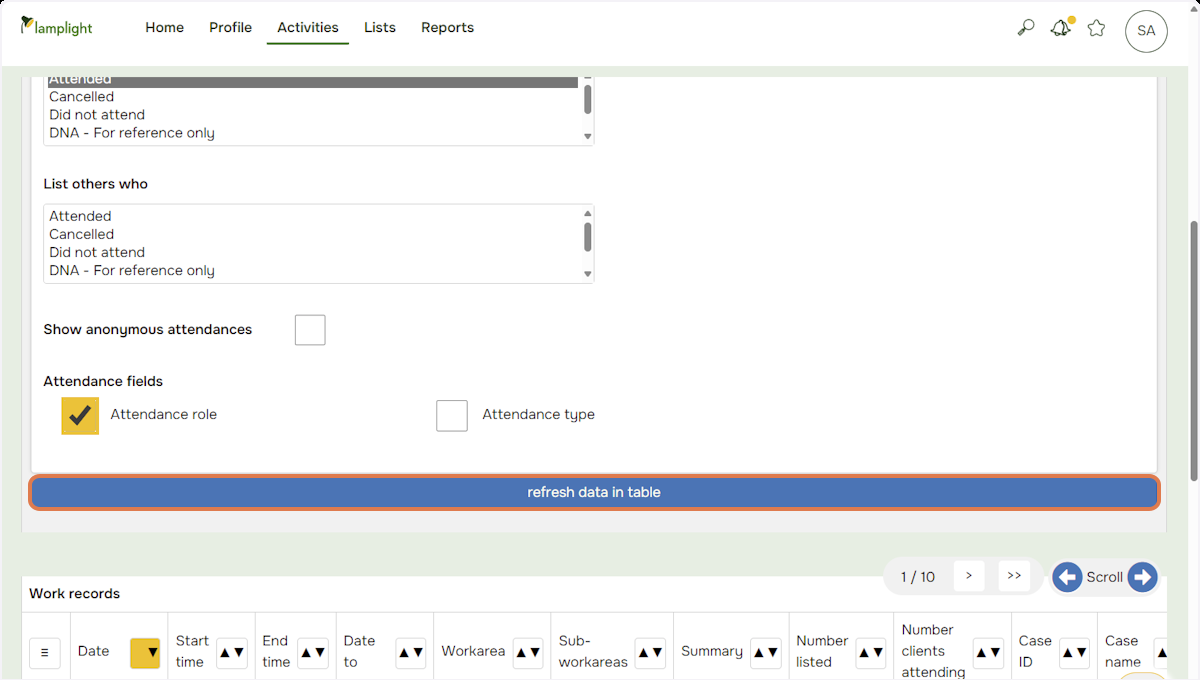 lamplight
Home Profile Activities Lists Reports
SA
Attended
Cancelled
Did not attend
DNA - For reference only
List others who
Attended
Cancelled
Did not attend
DNA - For reference only
Show anonymous attendances
Attendance fields
Attendance role
Attendance type
refresh data in table
1 / 10 > >>
Scroll
Work records
Date
Start
time
End
time
Date
to
Workarea
Sub-
workareas
Summary
Number
listed
Number
clients
attending
Case
ID
Case
name